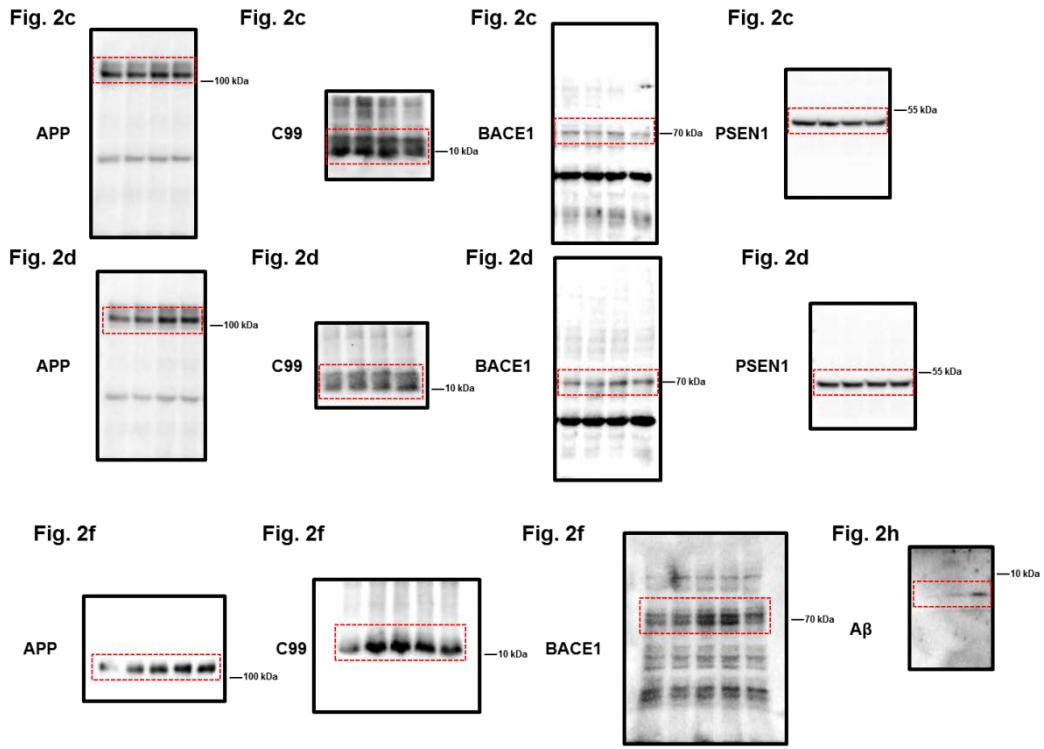 Fig. 2c
Fig. 2c
Fig. 2c
Fig. 2c
APP
100 kDa
C99
10 kDa
BACE1
70 kDa
PSEN1
55 kDa
Fig. 2d
Fig. 2d
Fig. 2d
Fig. 2d
APP
100 kDa
C99
10 kDa
BACE1
70 kDa
PSEN1
55 kDa
Fig. 2f
Fig. 2f
Fig. 2f
Fig. 2h
APP
100 kDa
C99
10 kDa
BACE1
70 kDa
Aβ
10 kDa